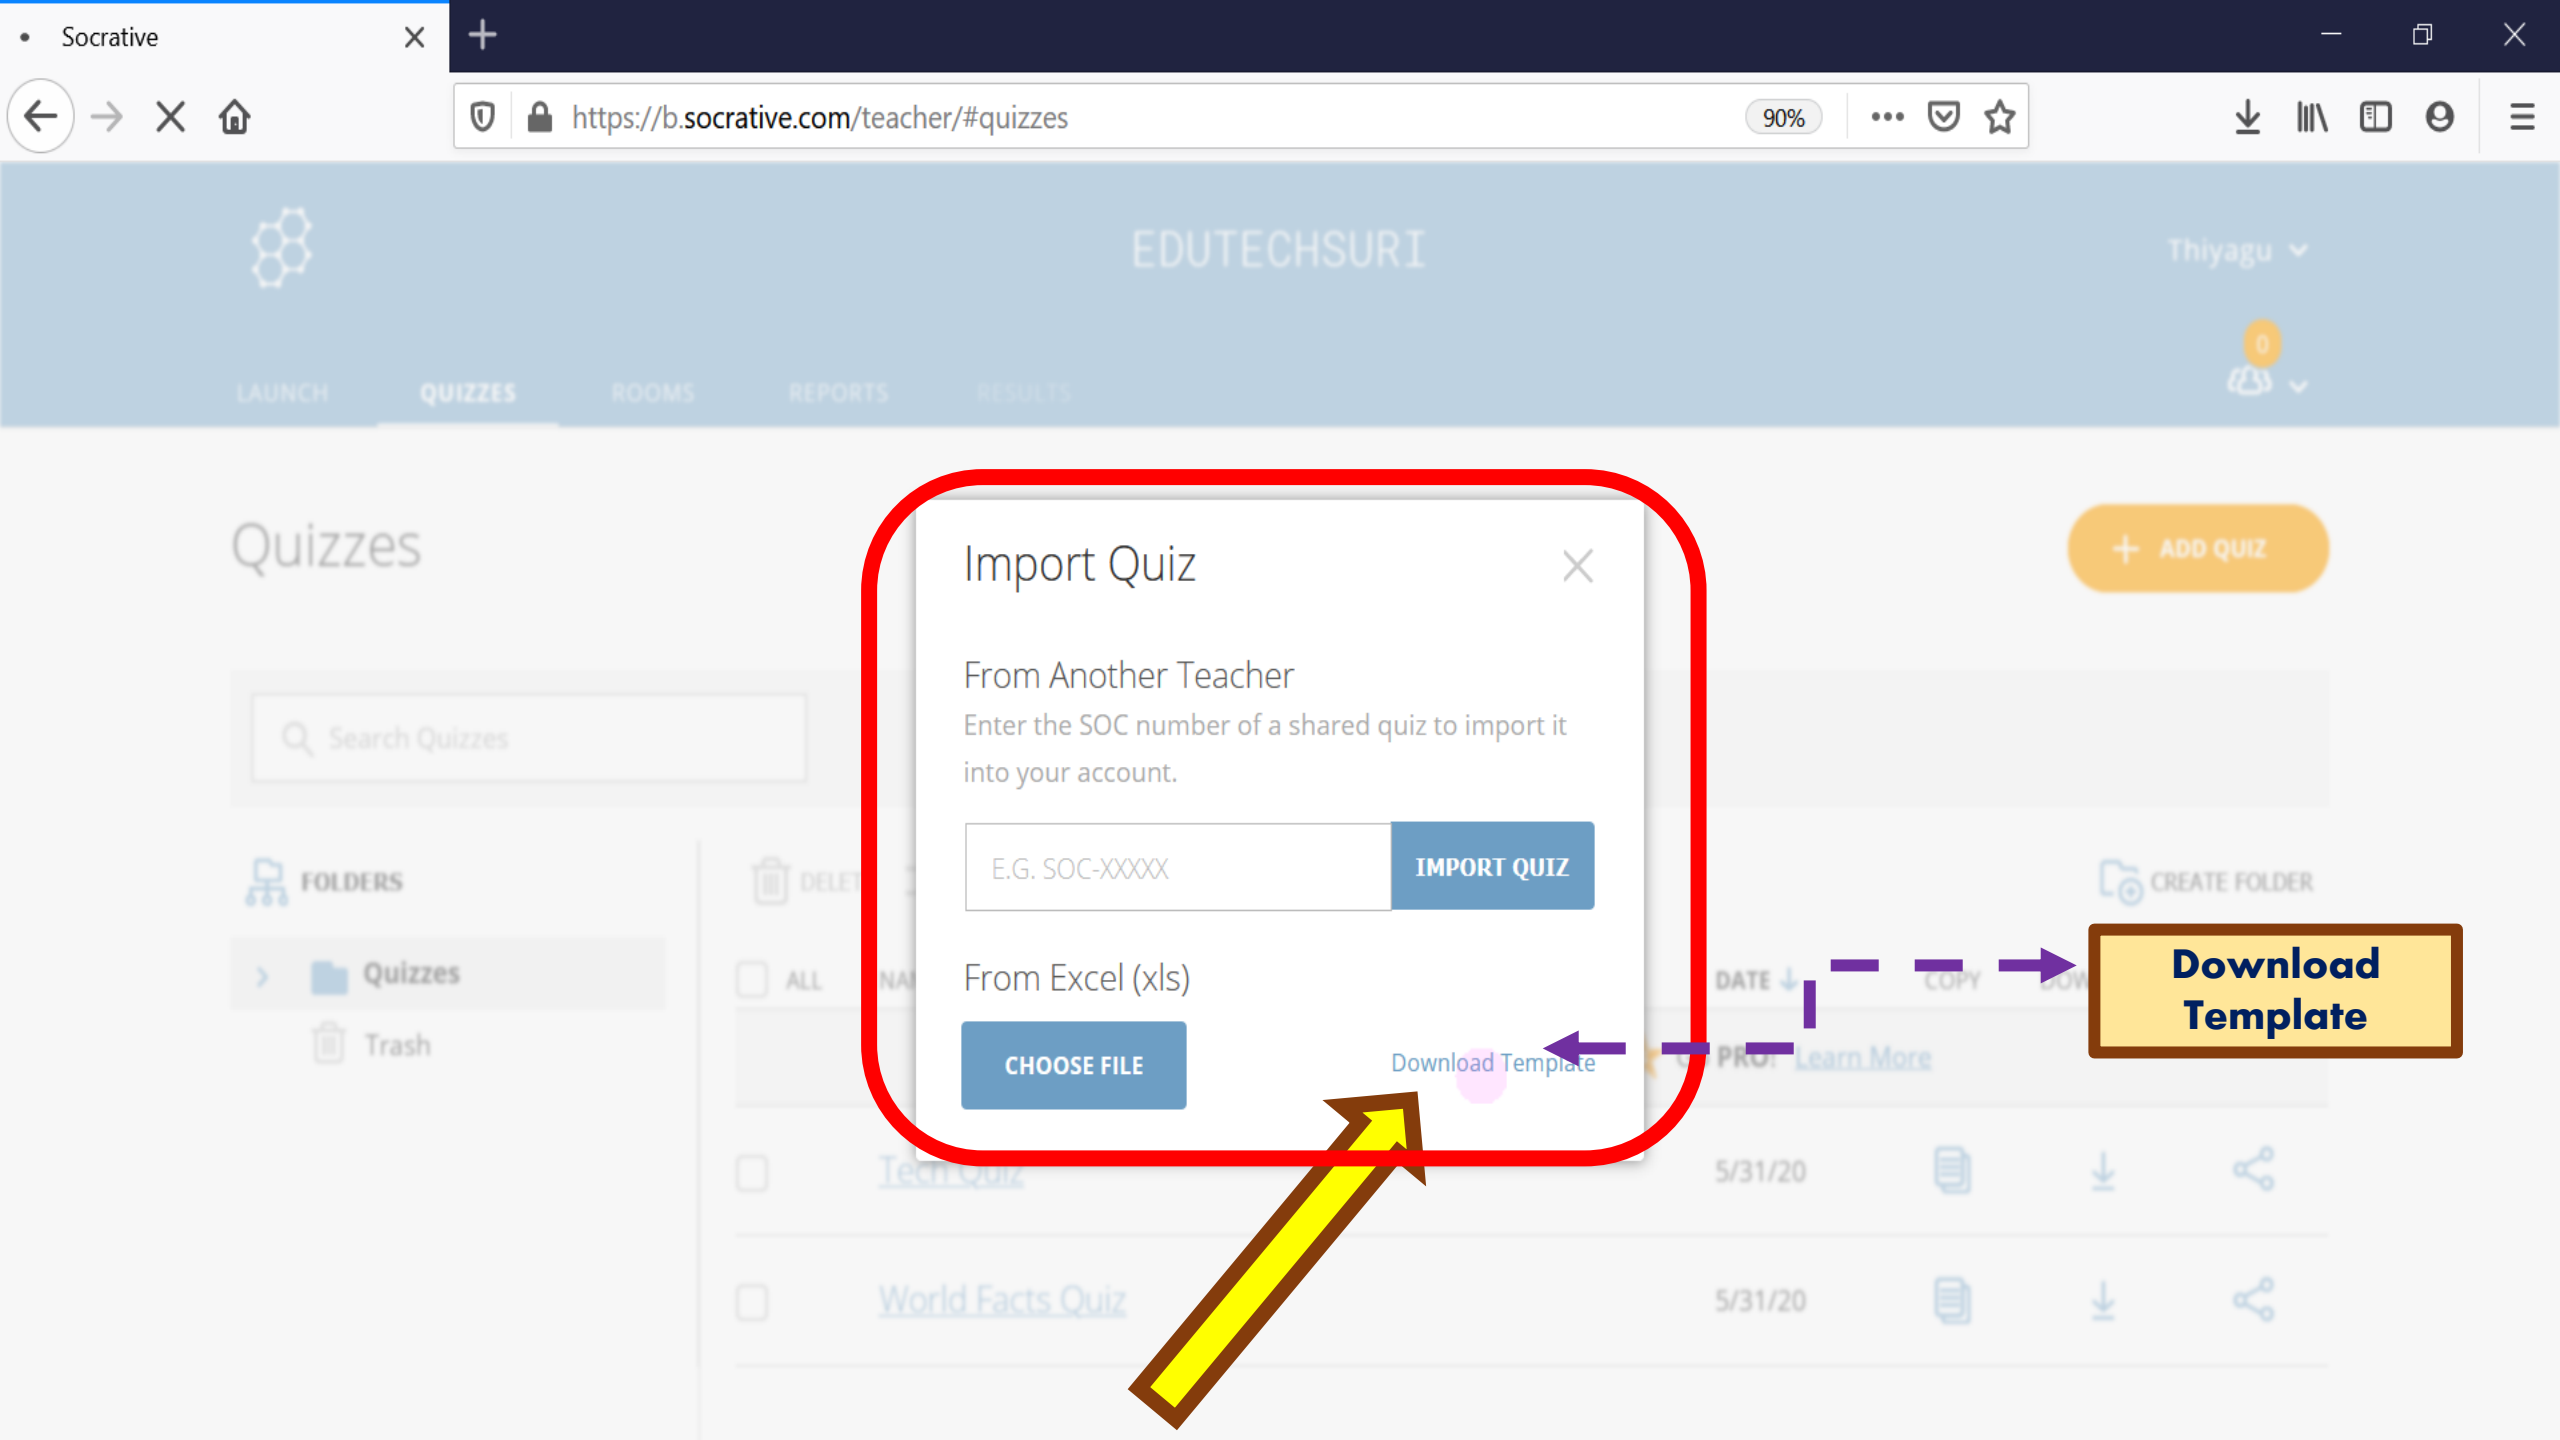 Socrative
https://b.socrative.com/teacher/#quizzes
90%
EDUTECHSURI
Thiyagu
0
LAUNCH
QUIZZES
ROOMS
REPORTS
RESULTS
Quizzes
ADD QUIZ
Import Quiz
From Another Teacher
Enter the SOC number of a shared quiz to import it
into your account.
E.G. SOC-XXXXX
IMPORT QUIZ
From Excel (xls)
CHOOSE FILE
Download Template
Search Quizzes
FOLDERS
Quizzes
Trash
CREATE FOLDER
ALL
DATE
COPY
PRO!
Learn More
Download
Template
Tech Quiz
5/31/20
World Facts Quiz
5/31/20